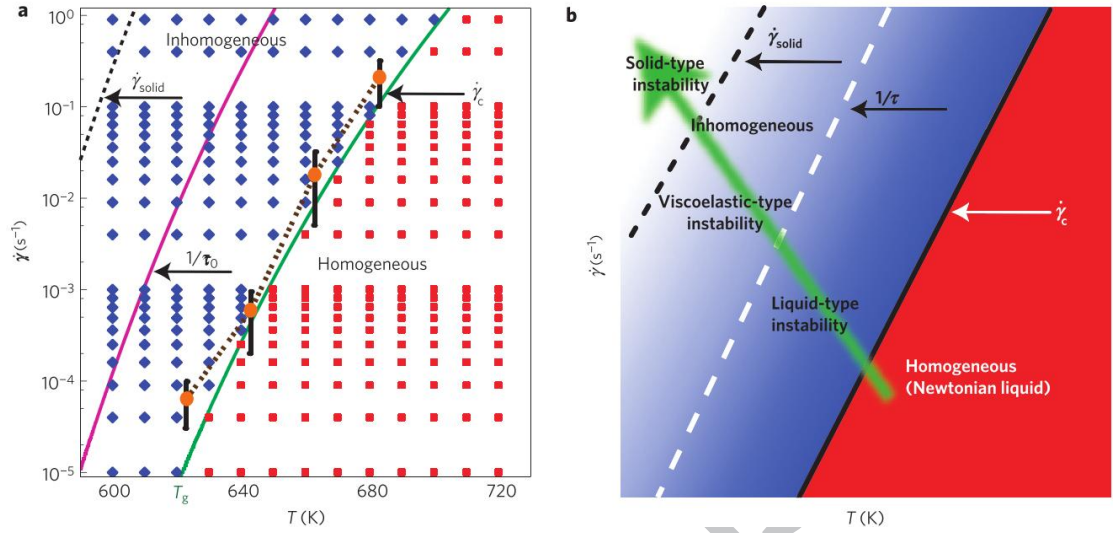 a
10⁰
10⁻¹
10⁻²
10⁻³
10⁻⁴
10⁻⁵
γ̇ (s⁻¹)
Inhomogeneous
γ̇solid
γ̇c
1/τ0
Homogeneous
600
Tg
640
680
720
T (K)
b
γ̇solid
Solid-type
instability
1/τ
Inhomogeneous
Viscoelastic-type
instability
γ̇c
γ̇ (s⁻¹)
Liquid-type
instability
Homogeneous
(Newtonian liquid)
T (K)